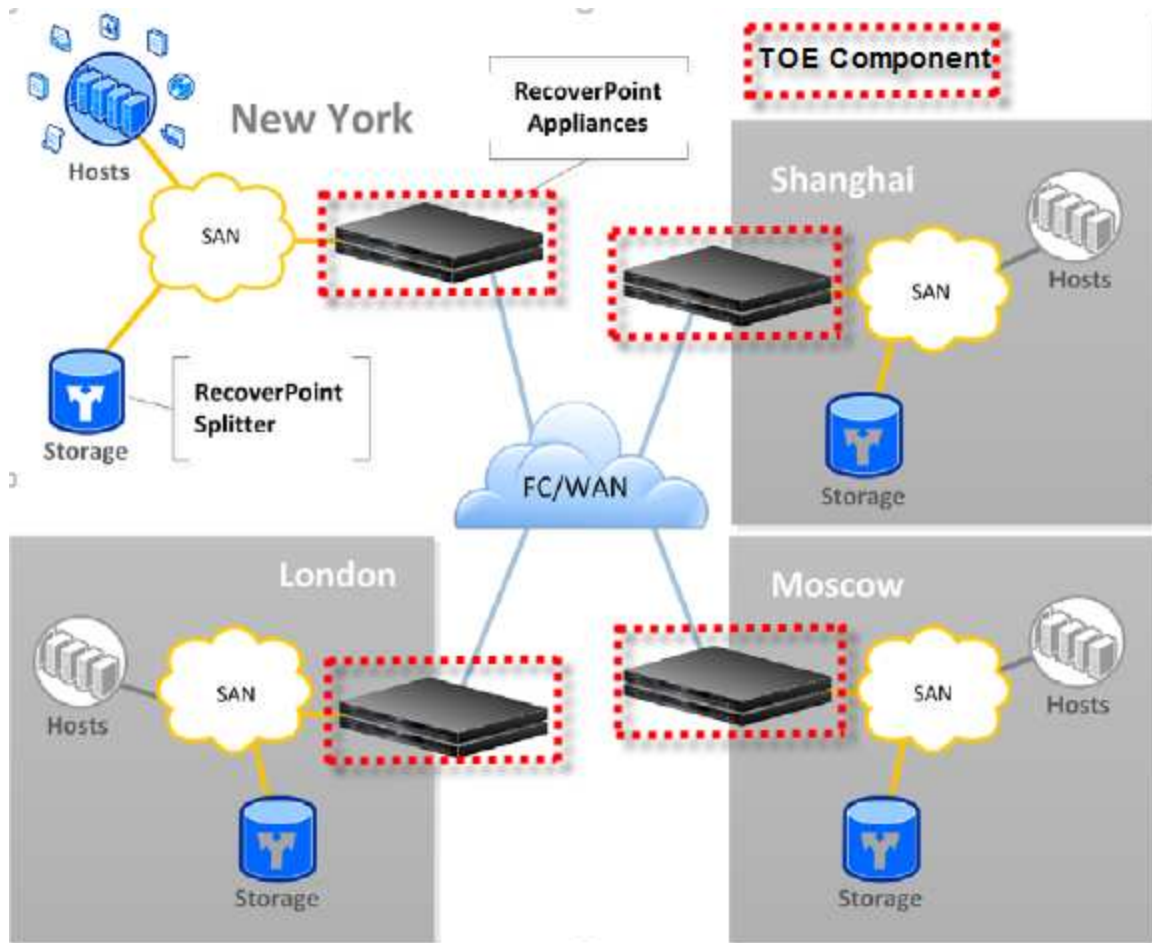 TOE Component
RecoverPoint
Appliances
New York
Hosts
SAN
RecoverPoint
Splitter
Storage
Shanghai
SAN
Hosts
Storage
FC/WAN
London
SAN
Hosts
Storage
Moscow
SAN
Hosts
Storage